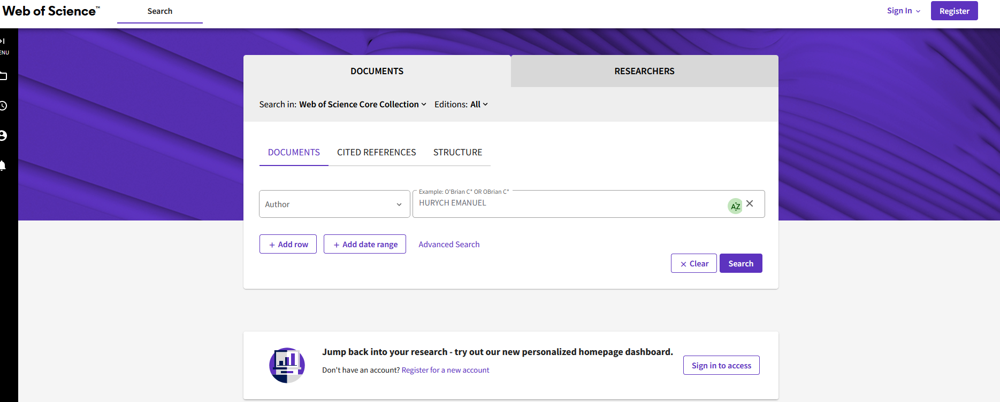 Web of Science™
Search
Sign In
Register
ENU
DOCUMENTS
RESEARCHERS
Search in: Web of Science Core Collection Editions: All
DOCUMENTS CITED REFERENCES STRUCTURE
Author
Example: O'Brian C* OR OBrian C*
HURYCH EMANUEL
AZ
+ Add row
+ Add date range
Advanced Search
× Clear
Search
Jump back into your research - try out our new personalized homepage dashboard.
Don't have an account? Register for a new account
Sign in to access